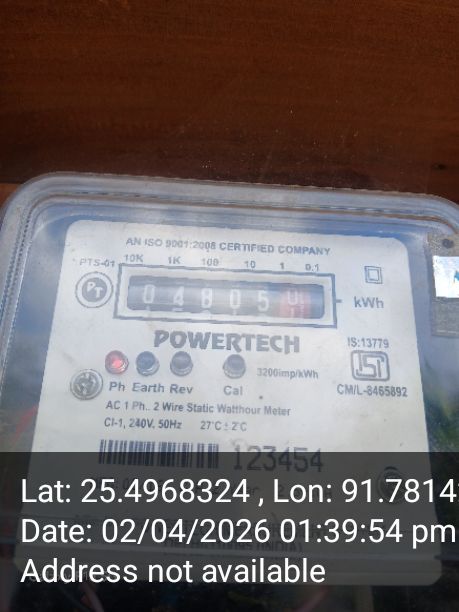 AN ISO 9001:2008 CERTIFIED COMPANY
PTS-01 10K 1K 100 10 1 0.1
PT 04805 kWh
POWERTECH
IS:13779
3200imp/kWh
Ph Earth Rev Cal
CM/L-8465892
AC 1 Ph., 2 Wire Static Watthour Meter
Cl-1, 240V, 50Hz 27°C ± 2°C
123454
Lat: 25.4968324 , Lon: 91.7814
Date: 02/04/2026 01:39:54 pm
Address not available